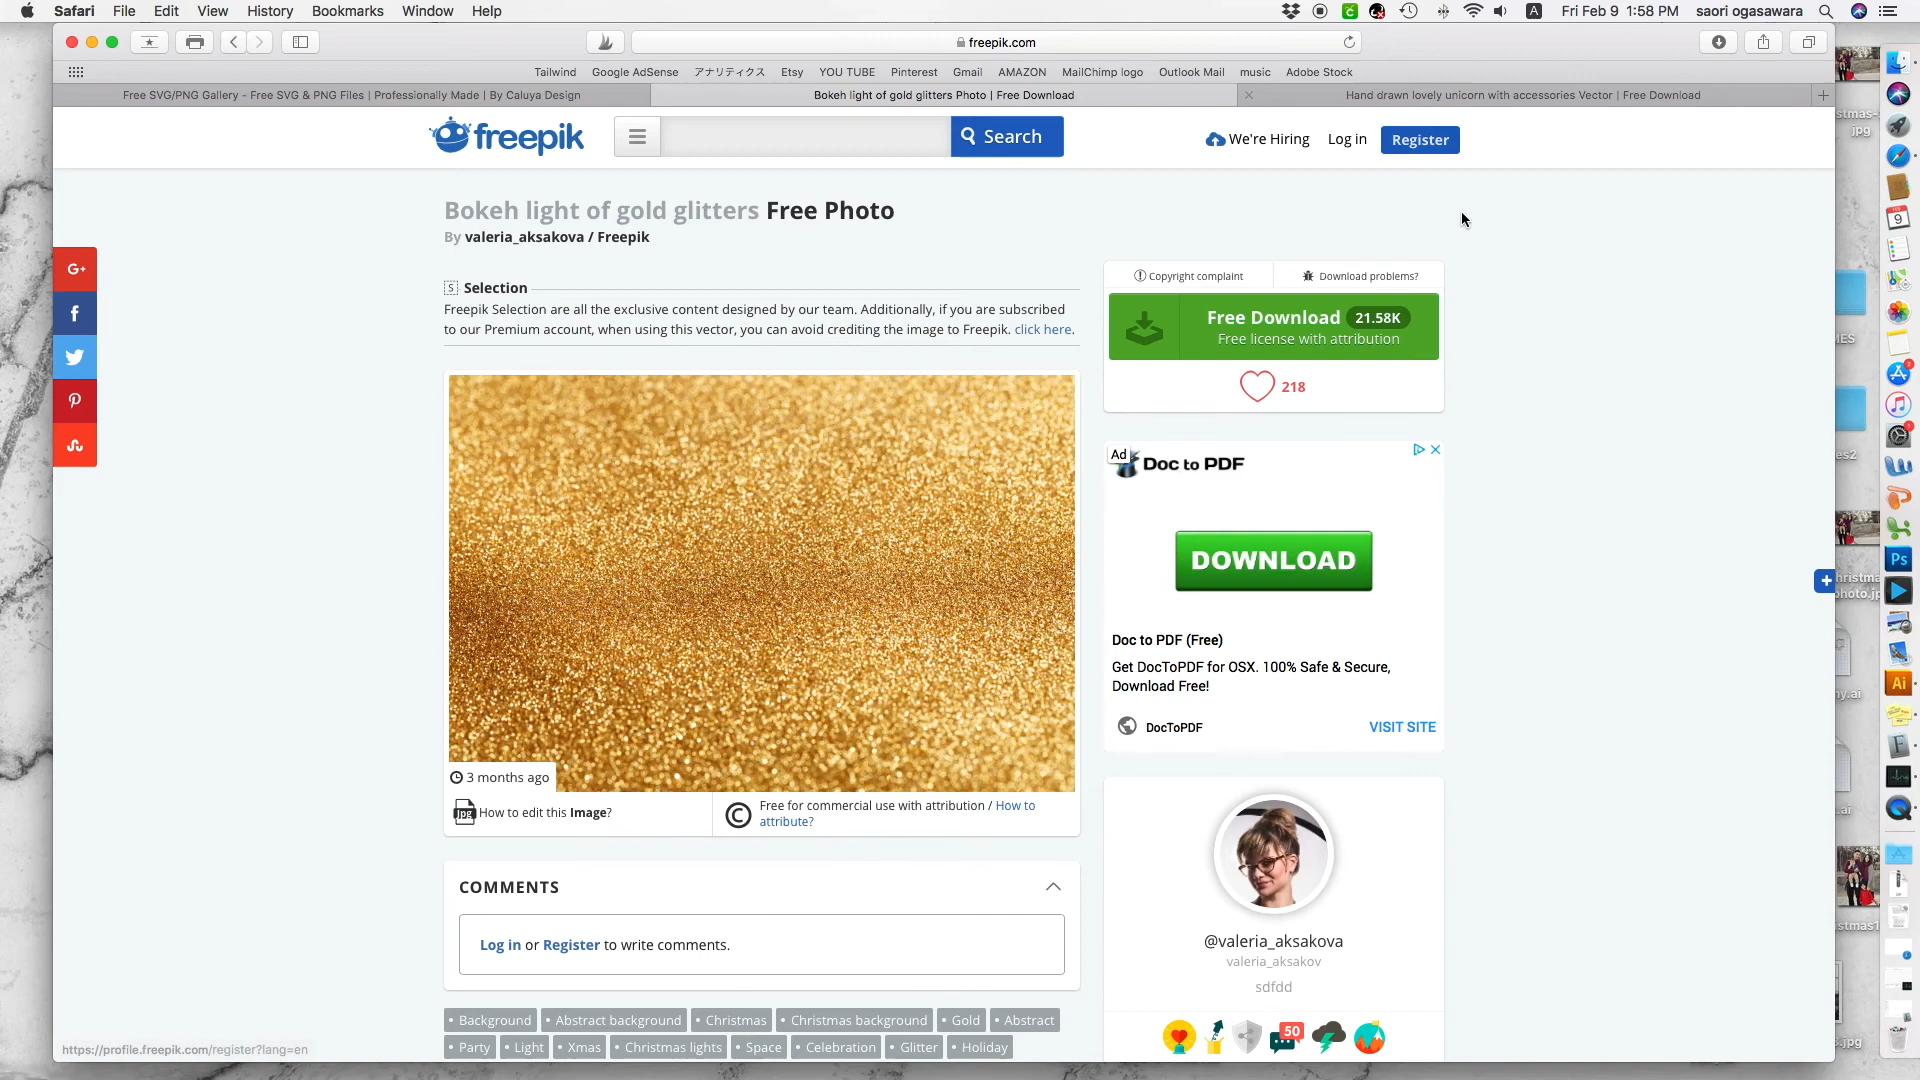 Safari File Edit View History Bookmarks Window Help
Fri Feb 9 1:58 PM saori ogasawara
freepik.com
Tailwind Google AdSense アナリティクス Etsy YOU TUBE Pinterest Gmail AMAZON MailChimp logo Outlook Mail music Adobe Stock
Free SVG/PNG Gallery - Free SVG & PNG Files | Professionally Made | By Caluya Design
Bokeh light of gold glitters Photo | Free Download
Hand drawn lovely unicorn with accessories Vector | Free Download
freepik
Search
We're Hiring Log in Register
Bokeh light of gold glitters Free Photo
By valeria_aksakova / Freepik
S Selection
Freepik Selection are all the exclusive content designed by our team. Additionally, if you are subscribed
to our Premium account, when using this vector, you can avoid crediting the image to Freepik. click here.
Copyright complaint Download problems?
Free Download 21.58K
Free license with attribution
218
Ad
Doc to PDF
DOWNLOAD
Doc to PDF (Free)
Get DocToPDF for OSX. 100% Safe & Secure,
Download Free!
DocToPDF VISIT SITE
3 months ago
jpg How to edit this Image?
Free for commercial use with attribution / How to
attribute?
COMMENTS
Log in or Register to write comments.
@valeria_aksakova
valeria_aksakov
sdfdd
50
• Background • Abstract background • Christmas • Christmas background • Gold • Abstract
• Party • Light • Xmas • Christmas lights • Space • Celebration • Glitter • Holiday
https://profile.freepik.com/register?lang=en
G+
jpg
FEB
9
Ps
Ai
.ai